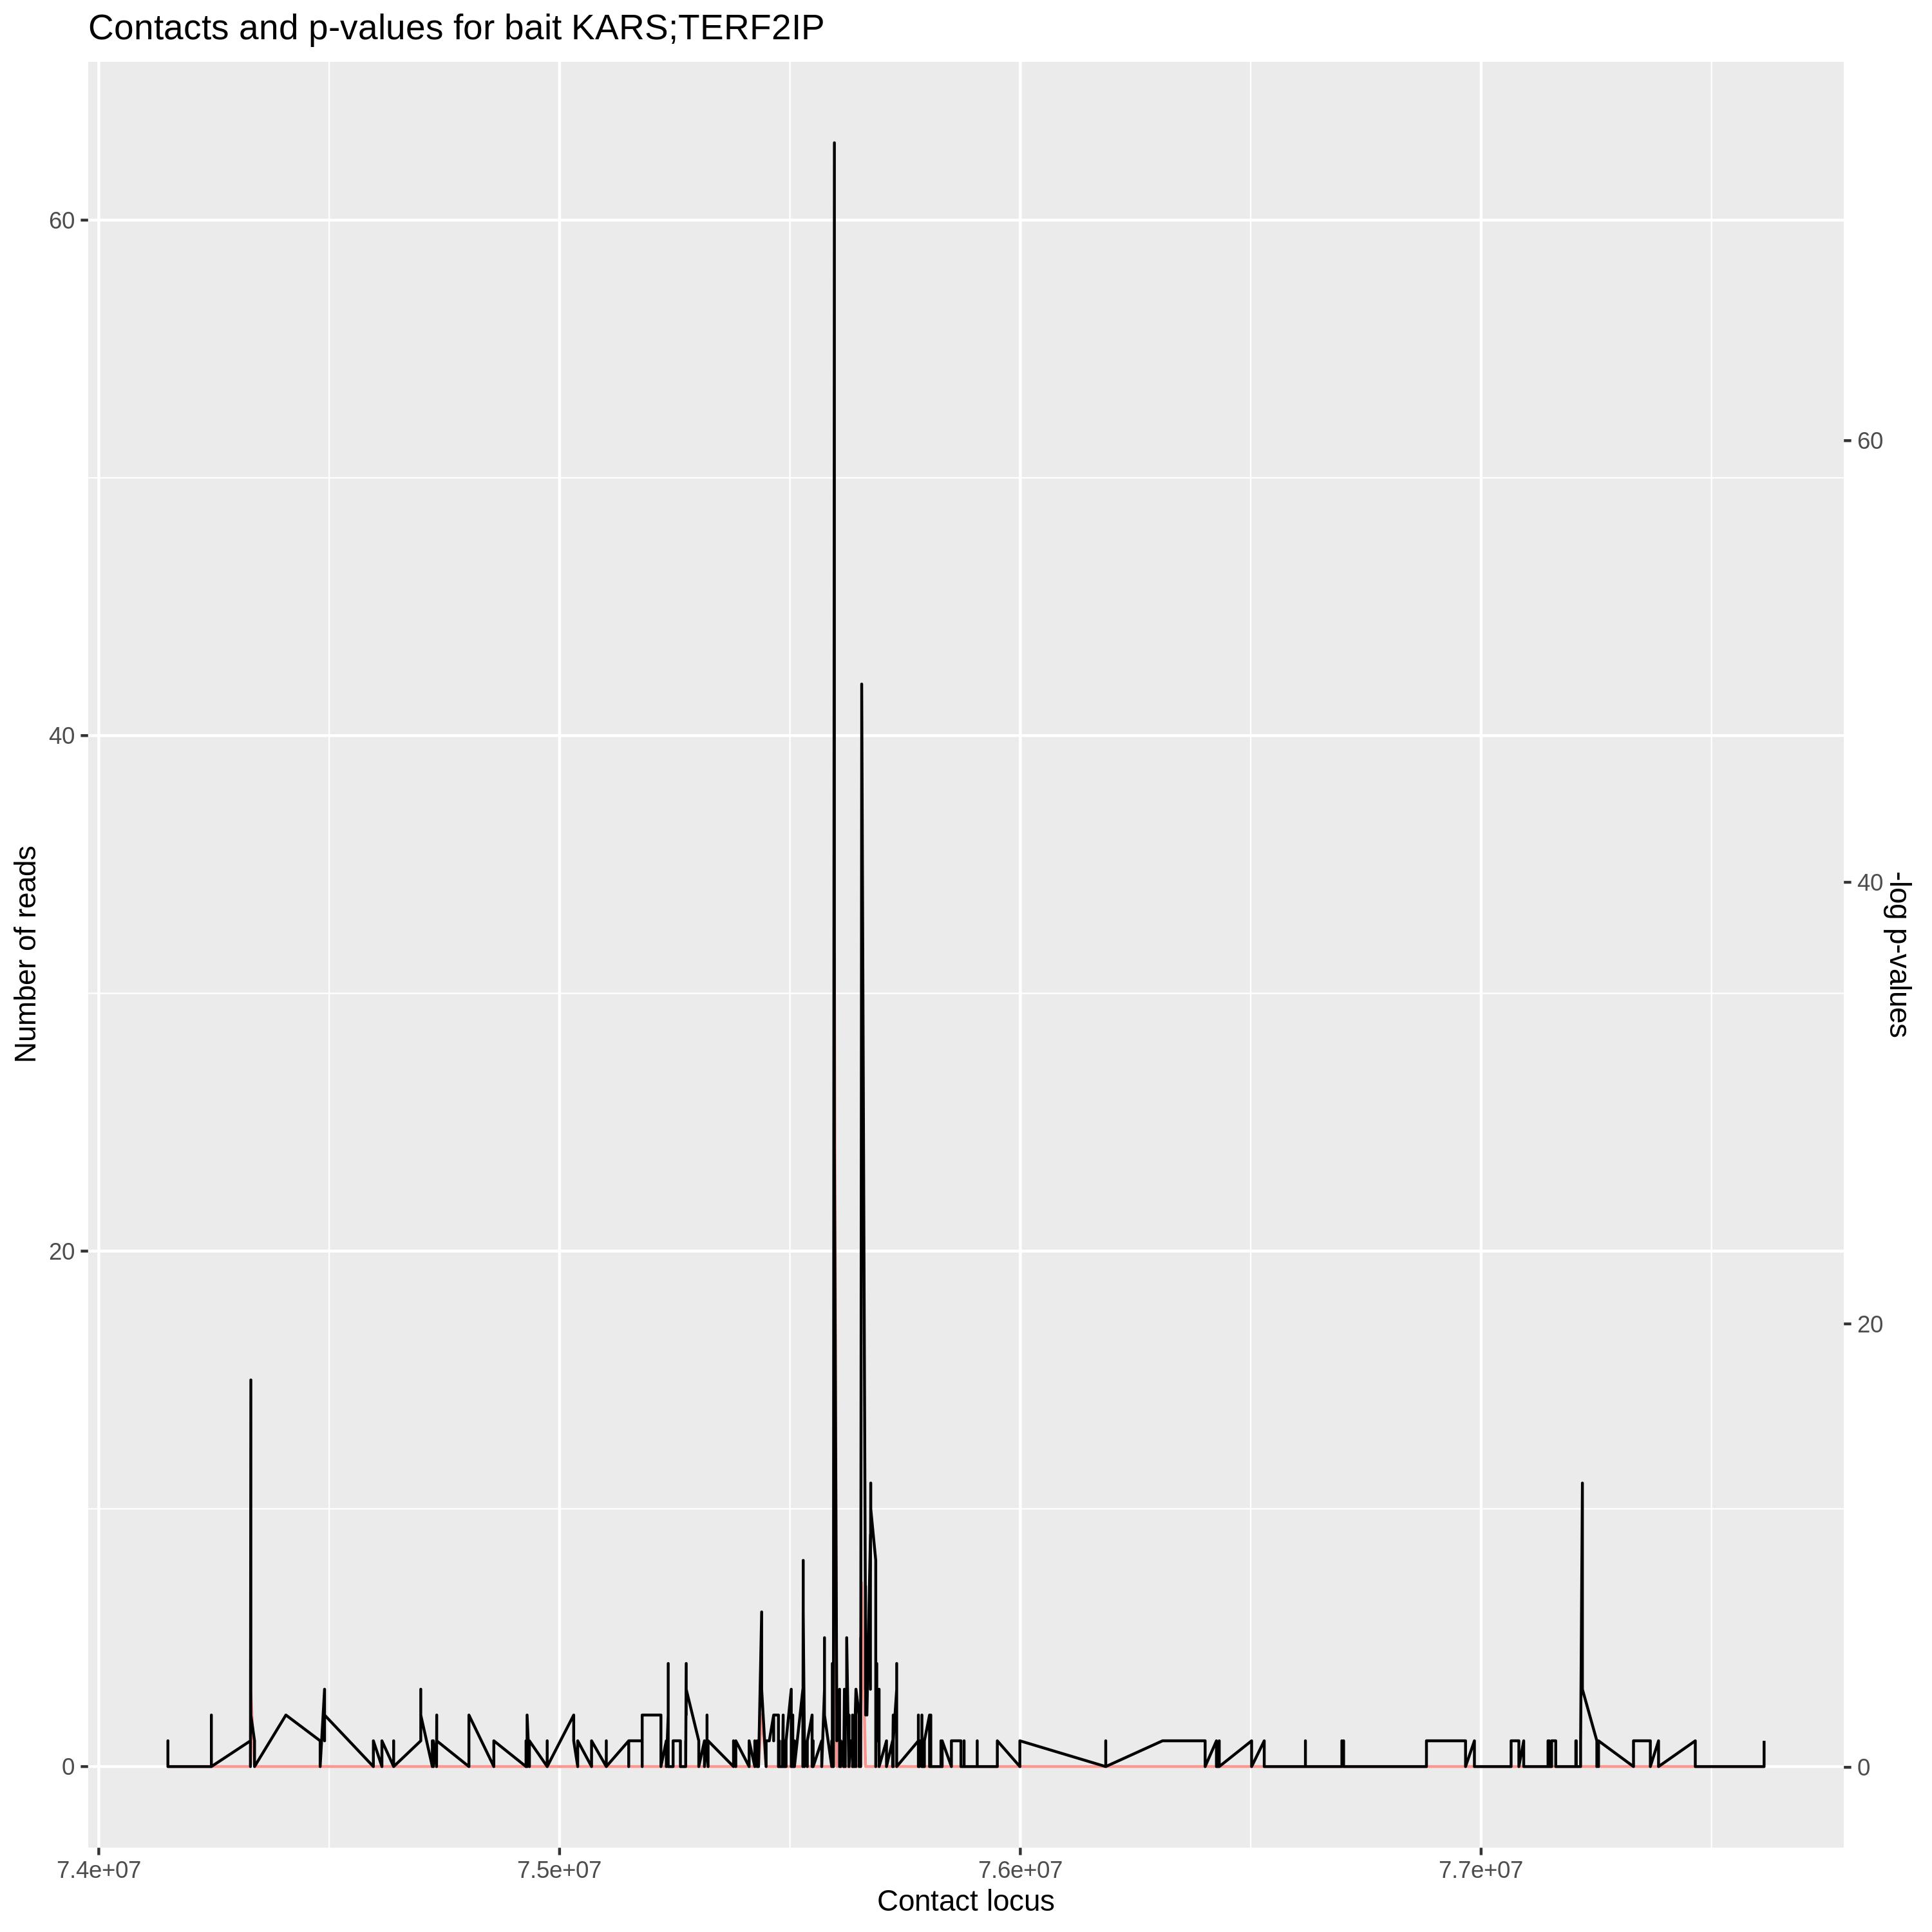 Contacts and p-values for bait KARS;TERF2IP
60
40
20
0
Number of reads
60
40
20
0
-log p-values
7.4e+07
7.5e+07
7.6e+07
7.7e+07
Contact locus